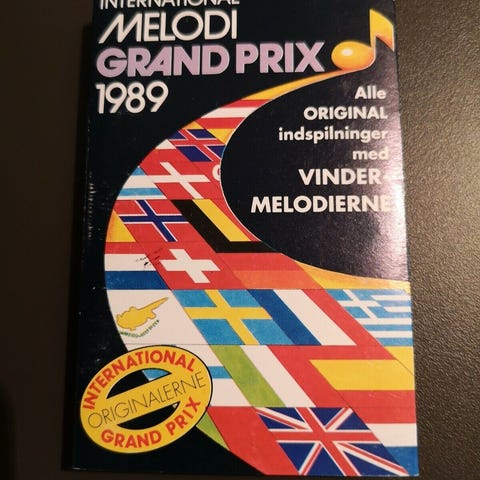 INTERNATIONAL
MELODI
GRAND PRIX
1989
Alle
ORIGINAL
indspilninger
med
VINDER-
MELODIERNE
INTERNATIONAL
ORIGINALERNE
GRAND PRIX